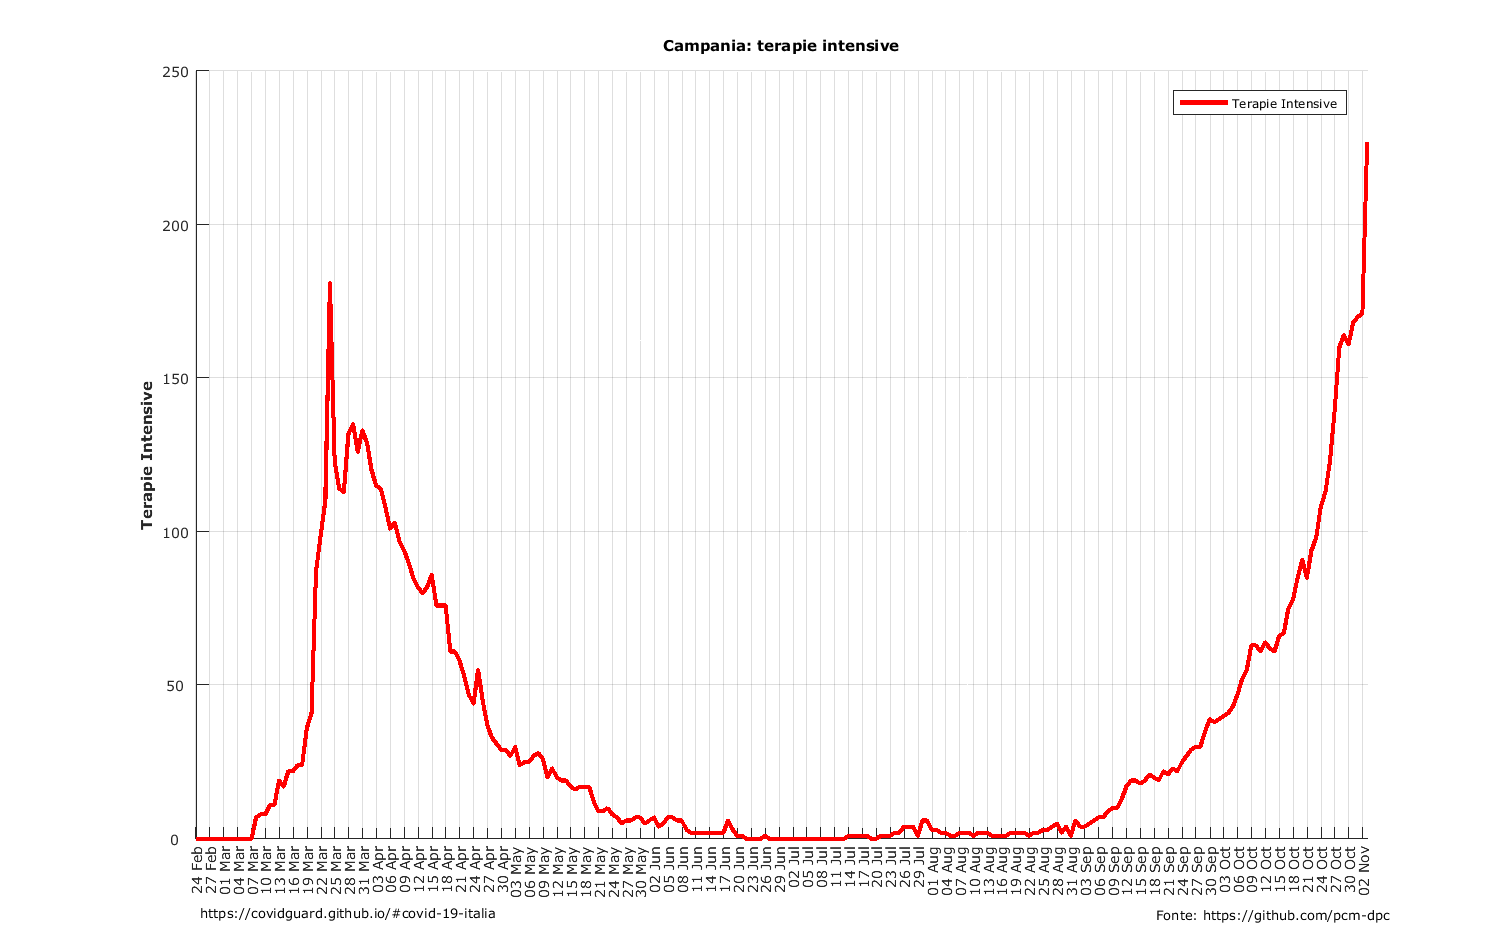 Campania: terapie intensive
Terapie Intensive
250
200
150
100
50
0
Terapie Intensive
24 Feb
27 Feb
01 Mar
04 Mar
07 Mar
10 Mar
13 Mar
16 Mar
19 Mar
22 Mar
25 Mar
28 Mar
31 Mar
03 Apr
06 Apr
09 Apr
12 Apr
15 Apr
18 Apr
21 Apr
24 Apr
27 Apr
30 Apr
03 May
06 May
09 May
12 May
15 May
18 May
21 May
24 May
27 May
30 May
02 Jun
05 Jun
08 Jun
11 Jun
14 Jun
17 Jun
20 Jun
23 Jun
26 Jun
29 Jun
02 Jul
05 Jul
08 Jul
11 Jul
14 Jul
17 Jul
20 Jul
23 Jul
26 Jul
29 Jul
01 Aug
04 Aug
07 Aug
10 Aug
13 Aug
16 Aug
19 Aug
22 Aug
25 Aug
28 Aug
31 Aug
03 Sep
06 Sep
09 Sep
12 Sep
15 Sep
18 Sep
21 Sep
24 Sep
27 Sep
30 Sep
03 Oct
06 Oct
09 Oct
12 Oct
15 Oct
18 Oct
21 Oct
24 Oct
27 Oct
30 Oct
02 Nov
https://covidguard.github.io/#covid-19-italia
Fonte: https://github.com/pcm-dpc